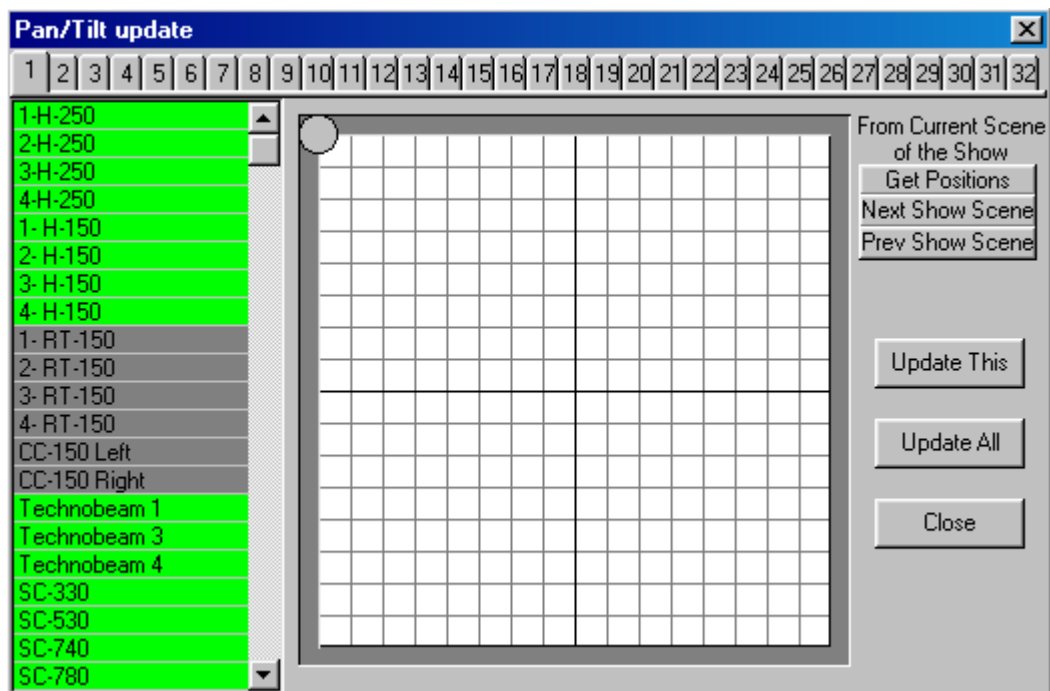 Pan/Tilt update
1 2 3 4 5 6 7 8 9 10 11 12 13 14 15 16 17 18 19 20 21 22 23 24 25 26 27 28 29 30 31 32
1-H-250
2-H-250
3-H-250
4-H-250
1- H-150
2- H-150
3- H-150
4- H-150
1- RT-150
2- RT-150
3- RT-150
4- RT-150
CC-150 Left
CC-150 Right
Technobeam 1
Technobeam 3
Technobeam 4
SC-330
SC-530
SC-740
SC-780
From Current Scene
of the Show
Get Positions
Next Show Scene
Prev Show Scene
Update This
Update All
Close